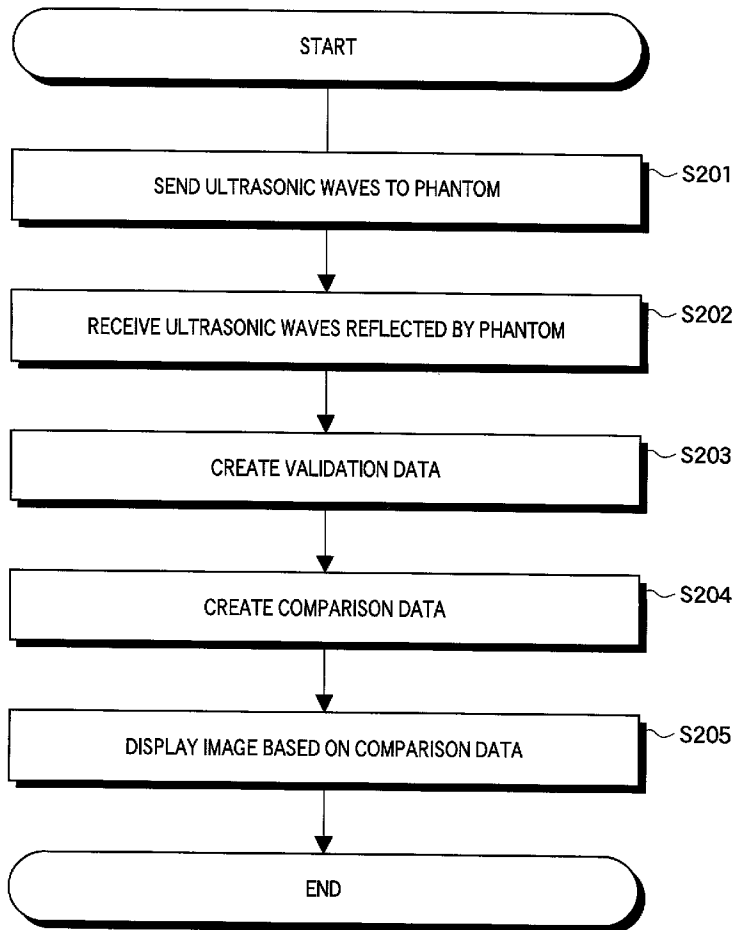 START
SEND ULTRASONIC WAVES TO PHANTOM
S201
RECEIVE ULTRASONIC WAVES REFLECTED BY PHANTOM
S202
CREATE VALIDATION DATA
S203
CREATE COMPARISON DATA
S204
DISPLAY IMAGE BASED ON COMPARISON DATA
S205
END